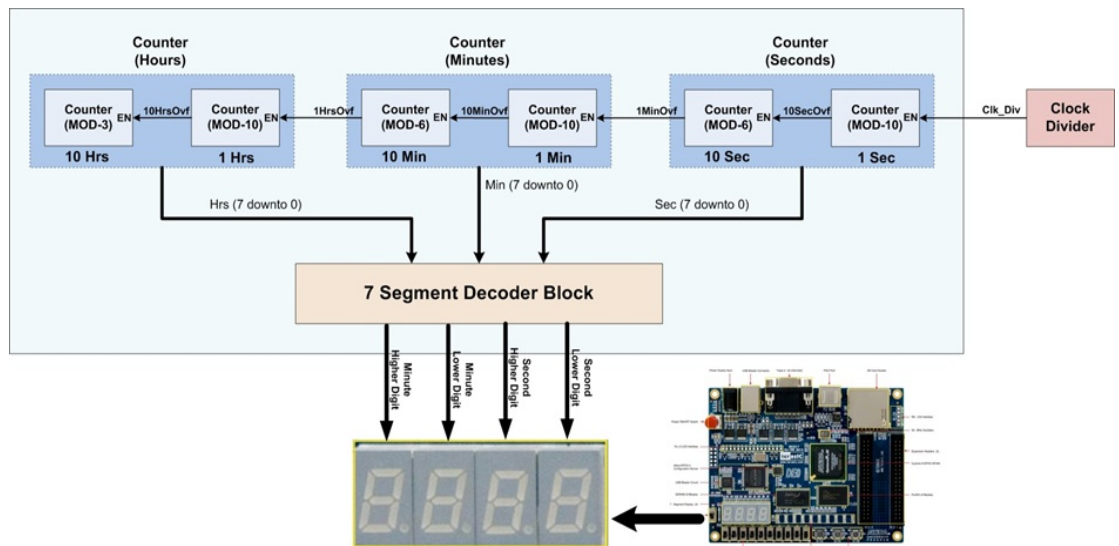 Counter
(Hours)
Counter
(Minutes)
Counter
(Seconds)
Counter
(MOD-3)
EN
10HrsOvf
Counter
(MOD-10)
EN
1HrsOvf
Counter
(MOD-6)
EN
10MinOvf
Counter
(MOD-10)
EN
1MinOvf
Counter
(MOD-6)
EN
10SecOvf
Counter
(MOD-10)
EN
Clk_Div
Clock
Divider
10 Hrs
1 Hrs
10 Min
1 Min
10 Sec
1 Sec
Hrs (7 downto 0)
Min (7 downto 0)
Sec (7 downto 0)
7 Segment Decoder Block
Minute
Higher Digit
Minute
Lower Digit
Second
Higher Digit
Second
Lower Digit